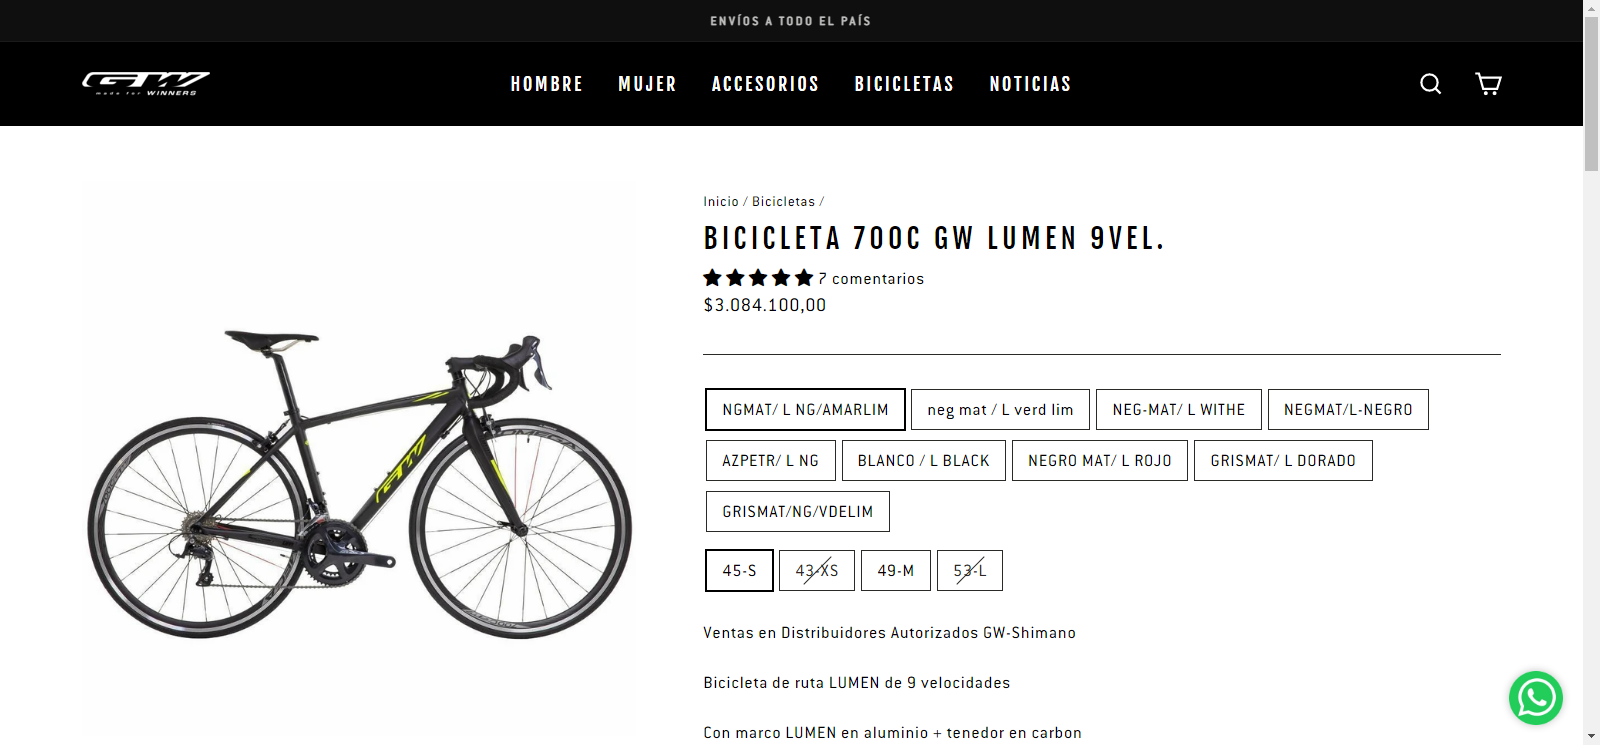 ENVÍOS A TODO EL PAÍS
GW
made for WINNERS
HOMBRE MUJER ACCESORIOS BICICLETAS NOTICIAS
Inicio / Bicicletas /
BICICLETA 700C GW LUMEN 9VEL.
7 comentarios
$3.084.100,00
NGMAT/ L NG/AMARLIM neg mat / L verd lim NEG-MAT/ L WITHE NEGMAT/L-NEGRO
AZPETR/ L NG BLANCO / L BLACK NEGRO MAT/ L ROJO GRISMAT/ L DORADO
GRISMAT/NG/VDELIM
45-S 43-XS 49-M 53-L
Ventas en Distribuidores Autorizados GW-Shimano
Bicicleta de ruta LUMEN de 9 velocidades
Con marco LUMEN en aluminio + tenedor en carbon
GW